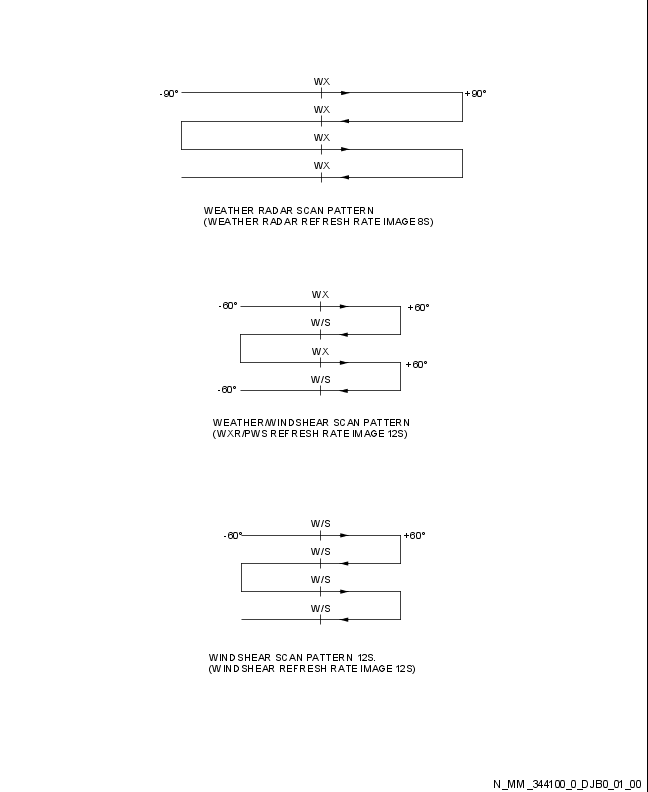 WX
-90° +90°
WX
WX
WX
WEATHER RADAR SCAN PATTERN
(WEATHER RADAR REFRESH RATE IMAGE 8S)
WX
-60° +60°
W/S
WX
+60°
W/S
-60°
WEATHER/WINDSHEAR SCAN PATTERN
(WXR/PWS REFRESH RATE IMAGE 12S)
W/S
-60° +60°
W/S
W/S
W/S
WINDSHEAR SCAN PATTERN 12S.
(WINDSHEAR REFRESH RATE IMAGE 12S)
N_MM_344100_0_DJB0_01_00